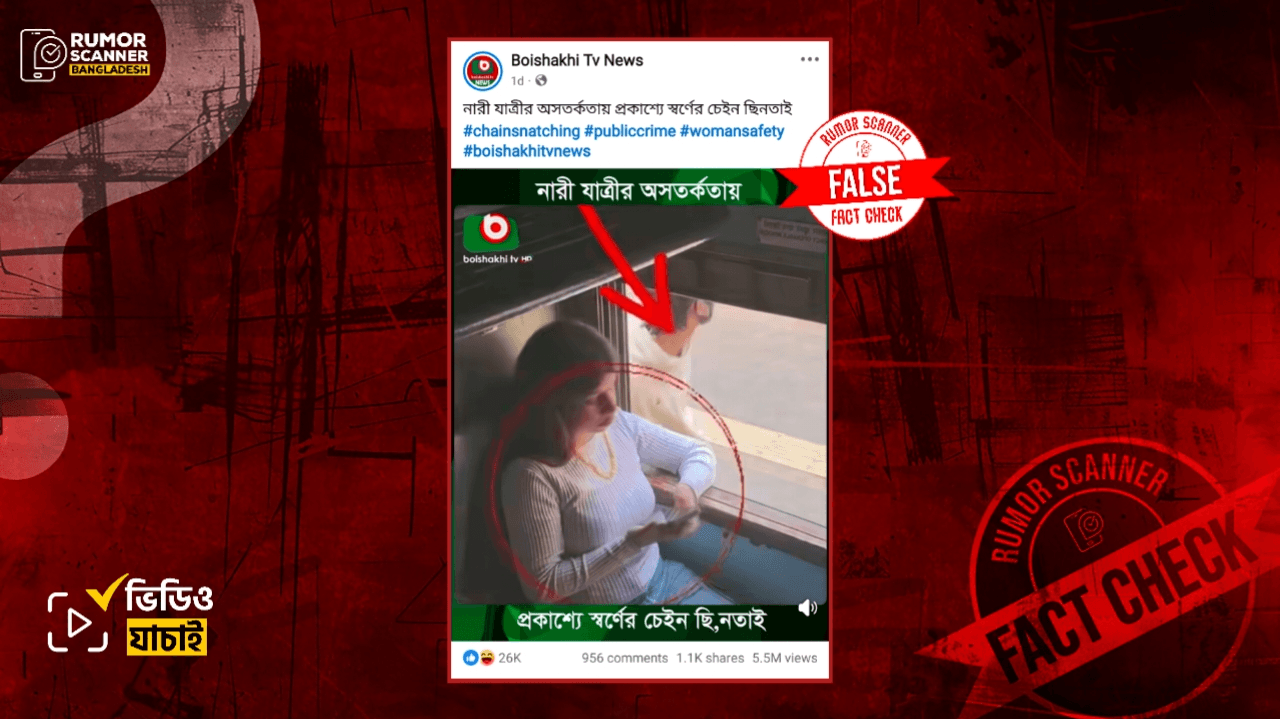 RUMOR
SCANNER
BANGLADESH
Boishakhi Tv News
1d
নারী যাত্রীর অসতর্কতায় প্রকাশ্যে স্বর্ণের চেইন ছিনতাই
#chainsnatching #publiccrime #womansafety
#boishakhitvnews
নারী যাত্রীর অসতর্কতায়
boishakhi tv HD
RUMOR SCANNER
FALSE
FACT CHECK
প্রকাশ্যে স্বর্ণের চেইন ছি,নতাই
26K 956 comments 1.1K shares 5.5M views
ভিডিও
যাচাই
RUMOR SCANNER
FACT CHECK